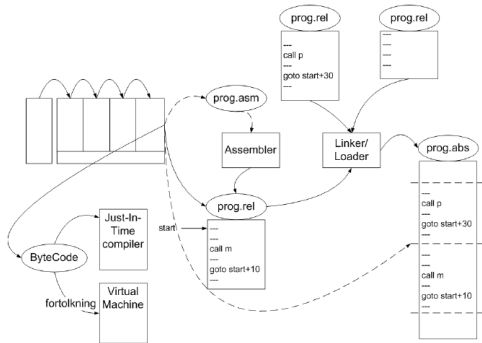 prog.rel
---
call p
---
goto start+30
---
prog.rel
---
---
---
---
prog.asm
Assembler
Linker/
Loader
prog.abs
---
call p
---
goto start+30
---
---
---
call m
---
goto start+10
---
prog.rel
start
---
---
call m
---
goto start+10
---
Just-In-
Time
compiler
ByteCode
fortolkning
Virtual
Machine